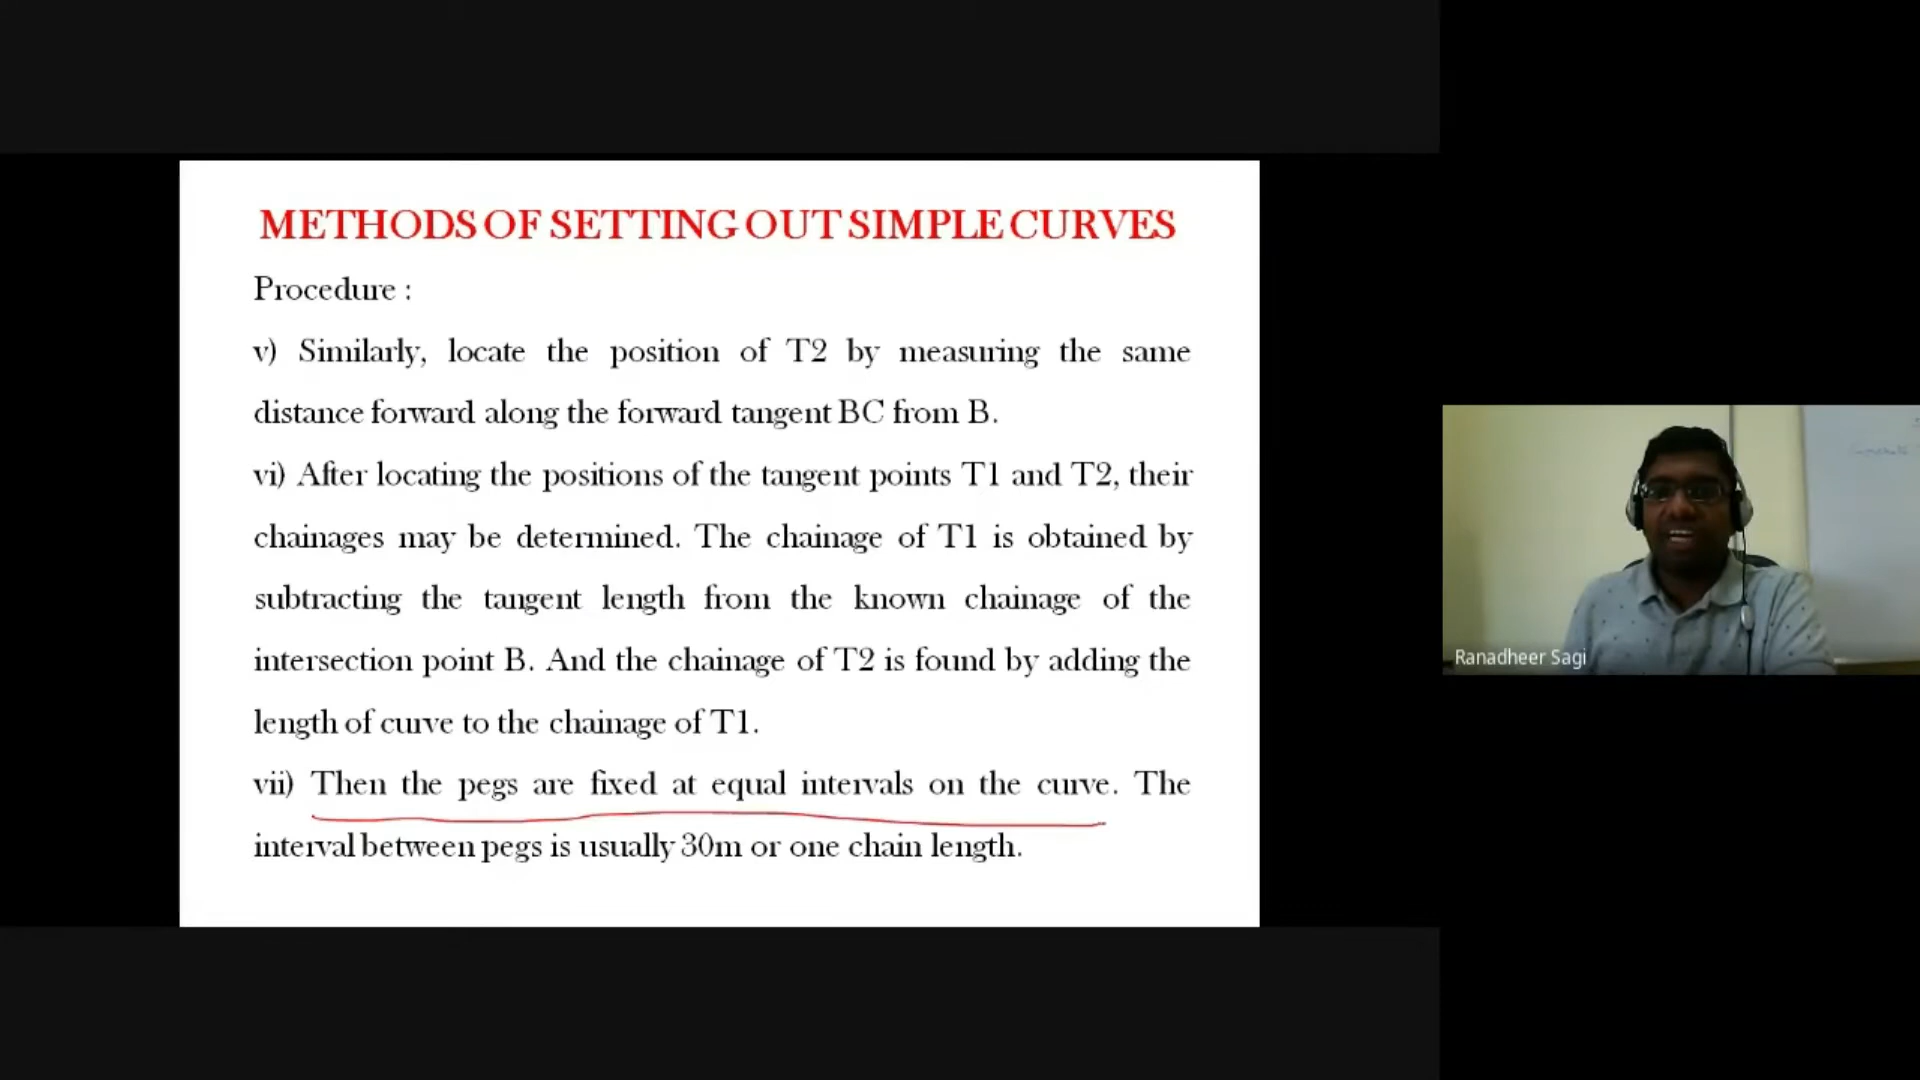 METHODS OF SETTING OUT SIMPLE CURVES
Procedure :
v) Similarly, locate the position of T2 by measuring the same
distance forward along the forward tangent BC from B.
vi) After locating the positions of the tangent points T1 and T2, their
chainages may be determined. The chainage of T1 is obtained by
subtracting the tangent length from the known chainage of the
intersection point B. And the chainage of T2 is found by adding the
length of curve to the chainage of T1.
vii) Then the pegs are fixed at equal intervals on the curve. The
interval between pegs is usually 30m or one chain length.
Ranadheer Sagi